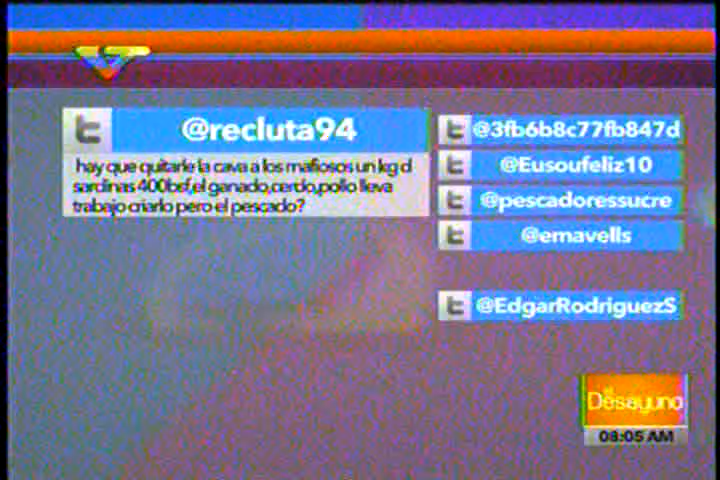 @recluta94
hay que quitarle la cava a los mafiosos un kg d
sardinas 400bsf,el ganado,cerdo,pollo lleva
trabajo criarlo pero el pescado?
@3fb6b8c77fb847d
@Eusoufeliz10
@pescadoressucre
@emavells
@EdgarRodriguezS
el Desayuno
08:05 AM